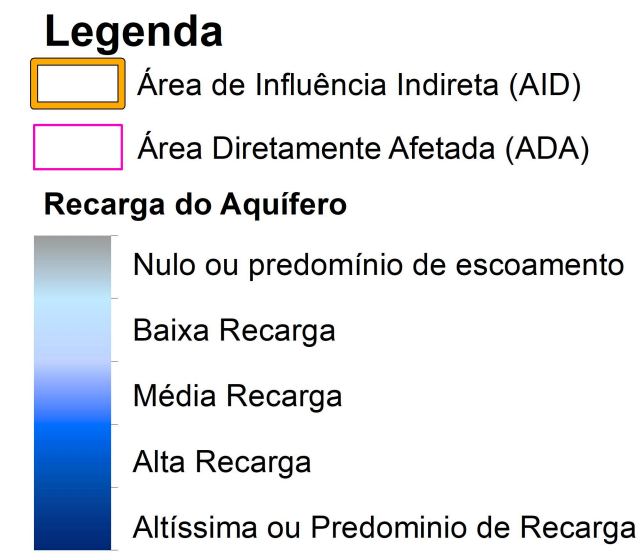 Legenda
Área de Influência Indireta (AID)
Área Diretamente Afetada (ADA)
Recarga do Aquífero
Nulo ou predomínio de escoamento
Baixa Recarga
Média Recarga
Alta Recarga
Altíssima ou Predominio de Recarga